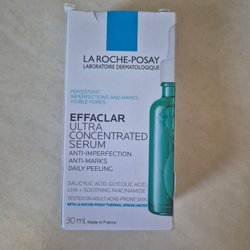 LA ROCHE-POSAY
LABORATOIRE DERMATOLOGIQUE
PERSISTENT
IMPERFECTIONS AND MARKS,
VISIBLE PORES
EFFACLAR
ULTRA
CONCENTRATED
SERUM
ANTI-IMPERFECTION
ANTI-MARKS
DAILY PEELING
SALICYLIC ACID, GLYCOLIC ACID,
LHA + SOOTHING NIACINAMIDE
TESTED ON ADULT ACNE-PRONE SKIN
WITH LA ROCHE-POSAY THERMAL SPRING WATER
30 ml. Made in France